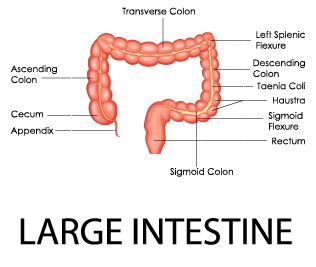 Transverse Colon
Left Splenic
Flexure
Ascending
Colon
Descending
Colon
Taenia Coli
Haustra
Cecum
Sigmoid
Flexure
Appendix
Rectum
Sigmoid Colon
LARGE INTESTINE